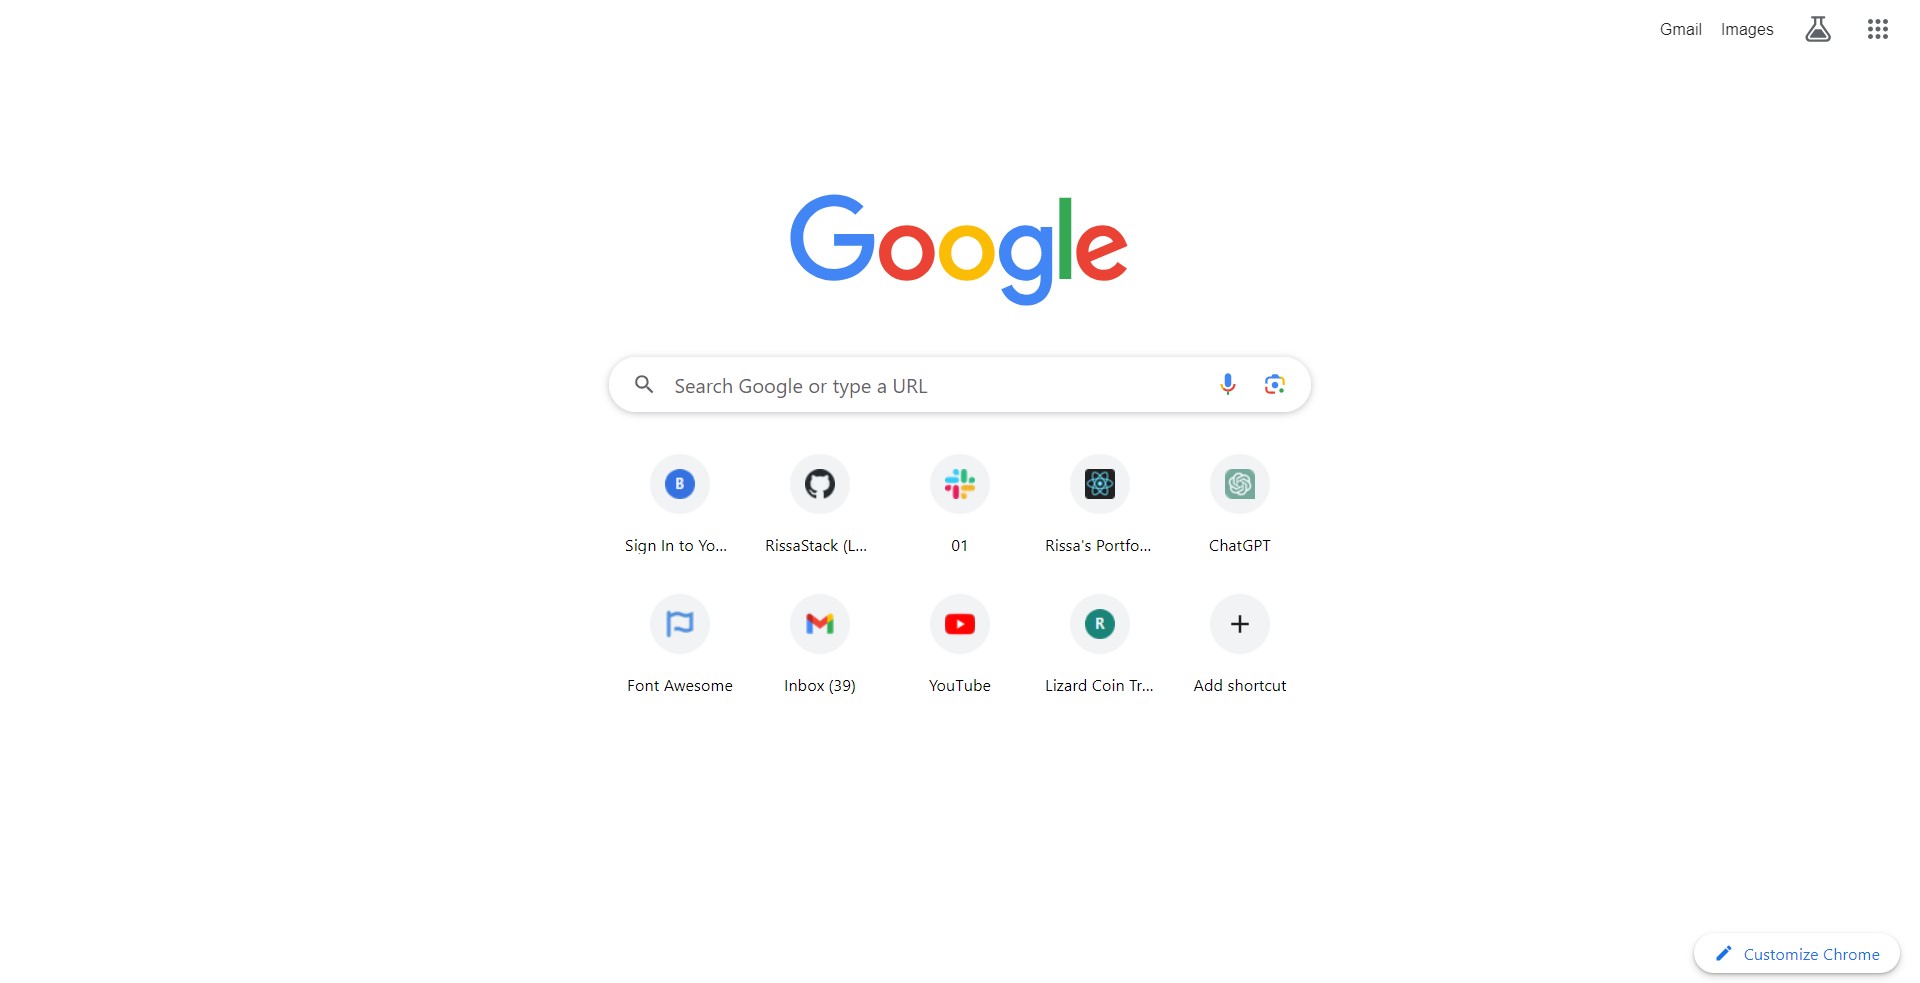 Gmail Images
Google
Search Google or type a URL
B
Sign In to Yo... RissaStack (L... 01 Rissa's Portfo... ChatGPT
R
Font Awesome Inbox (39) YouTube Lizard Coin Tr... Add shortcut
Customize Chrome